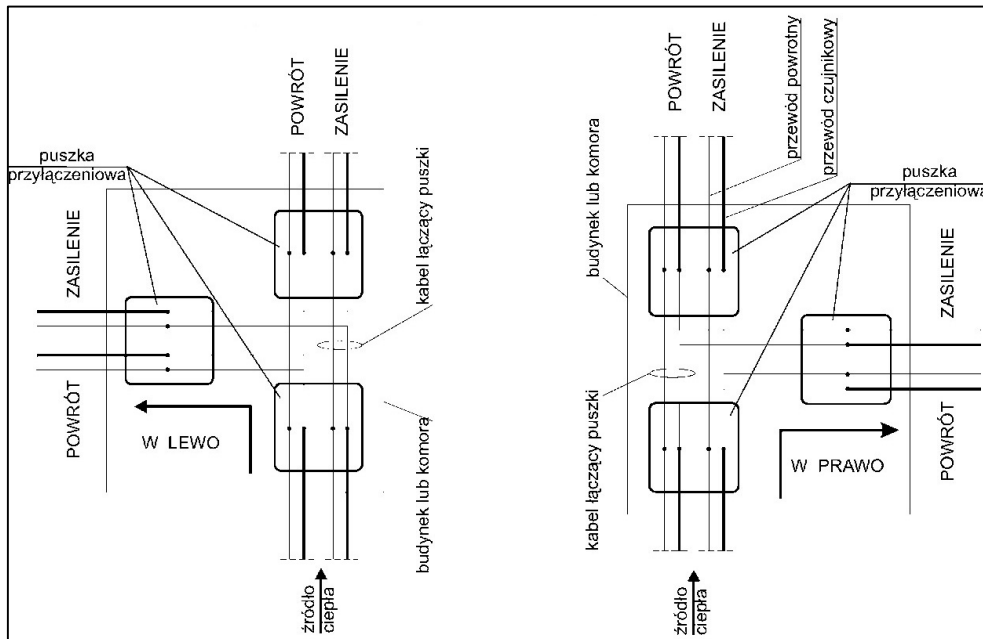 POWRÓT
ZASILENIE
kabel łączący puszki
puszka
przyłączeniowa
ZASILENIE
POWRÓT
W LEWO
budynek lub komora
źródło
ciepła
POWRÓT
ZASILENIE
przewód powrotny
przewód czujnikowy
budynek lub komora
puszka
przyłączeniowa
ZASILENIE
kabel łączący puszki
W PRAWO
POWRÓT
źródło
ciepła